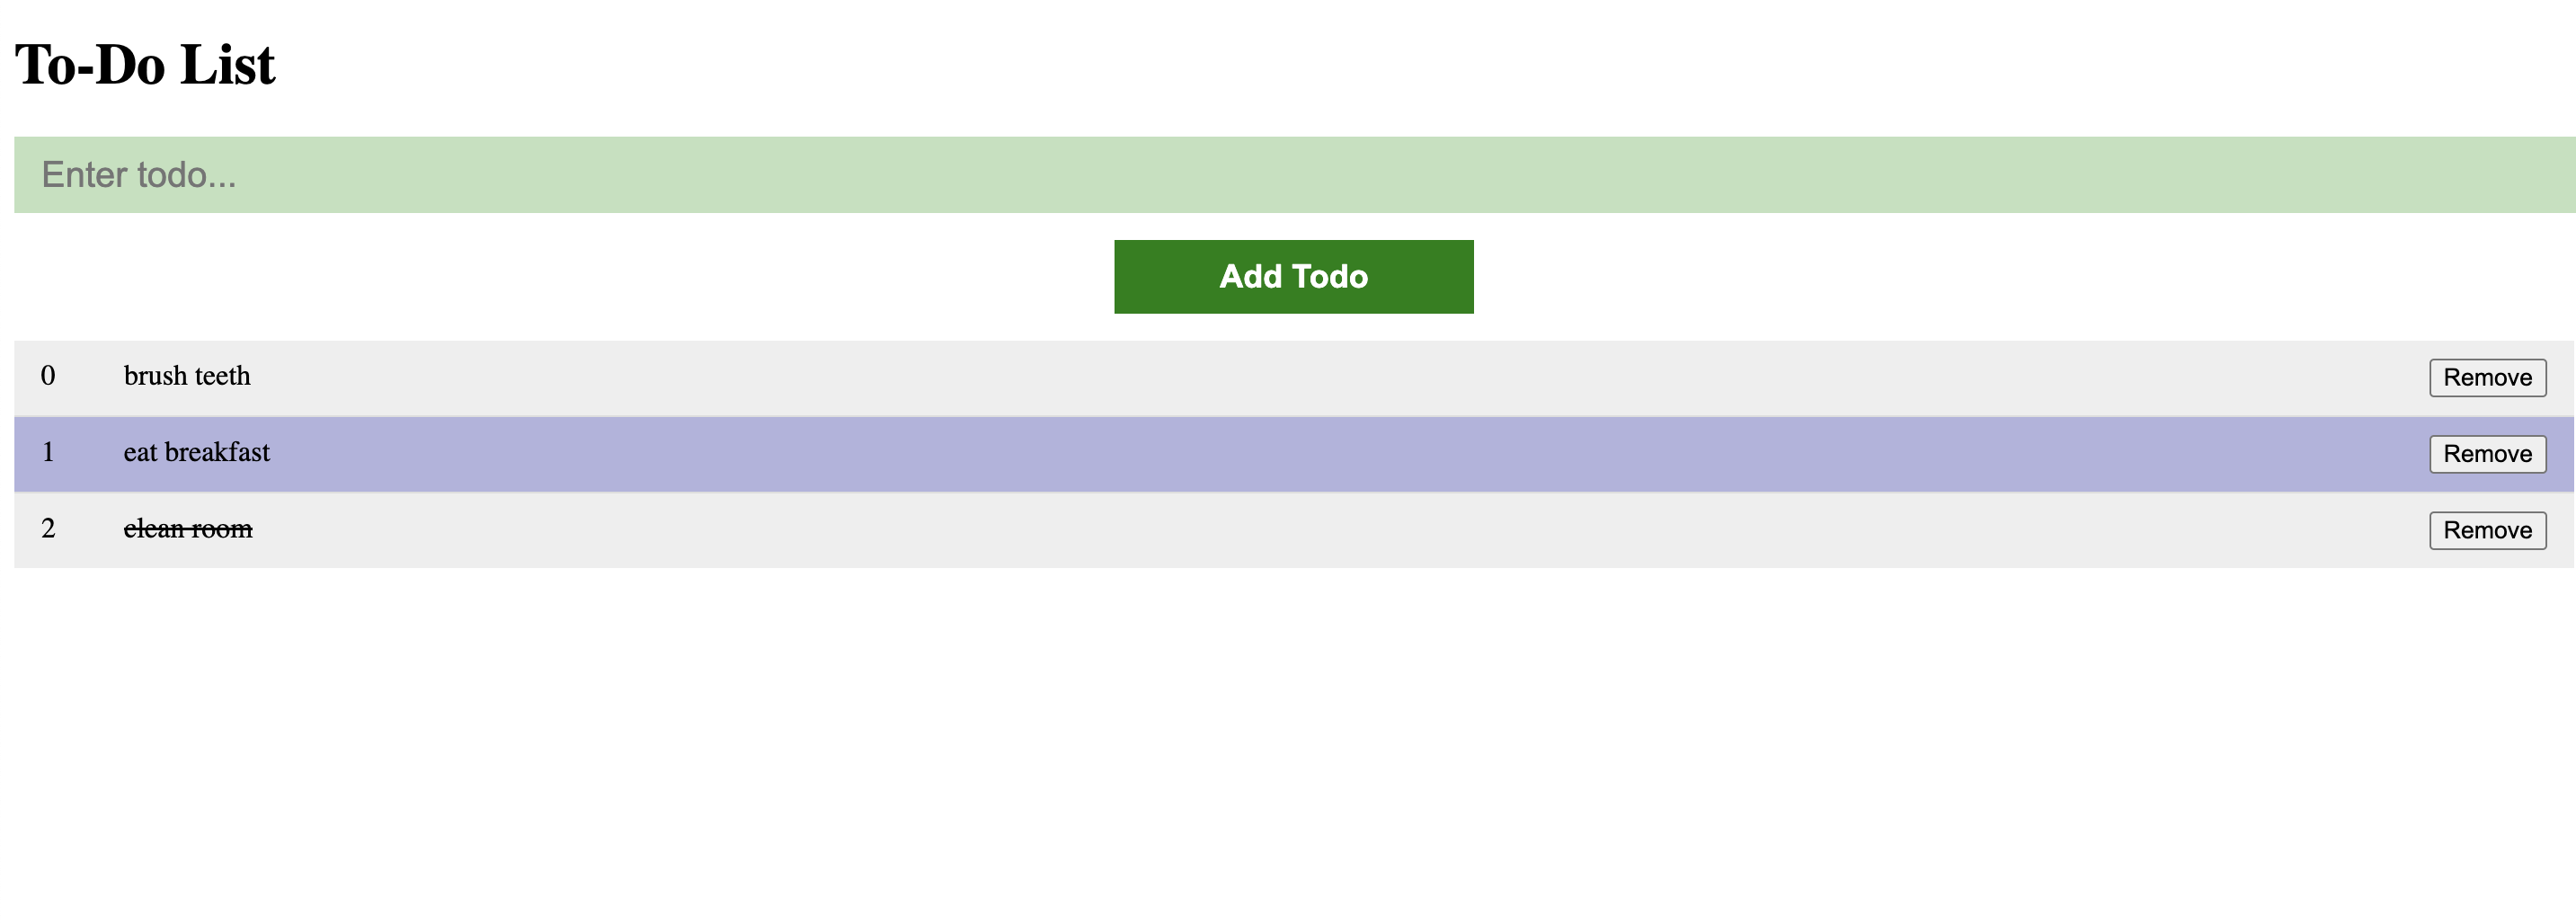 To-Do List
Enter todo...
Add Todo
0 brush teeth Remove
1 eat breakfast Remove
2 clean room Remove